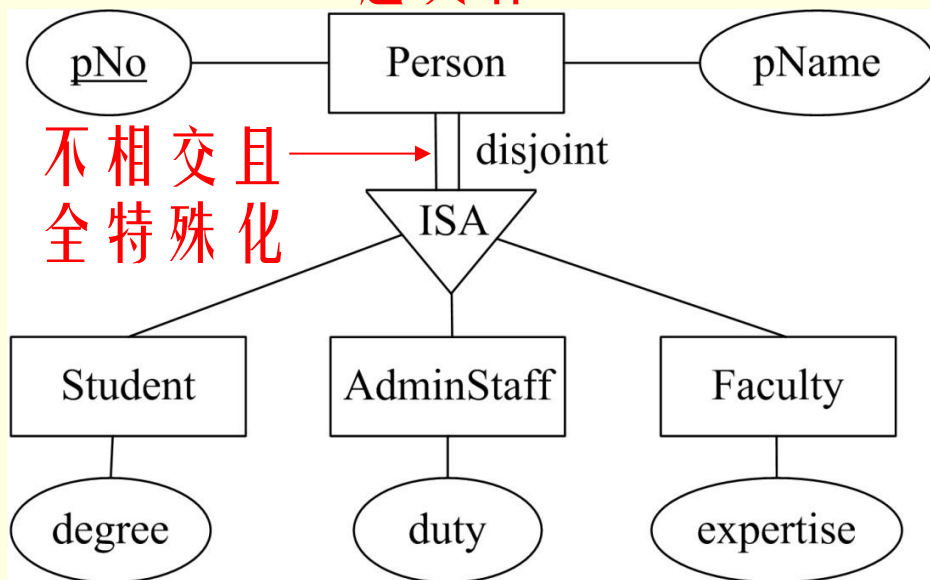 pNo
Person
pName
不相交且
全特殊化
disjoint
ISA
Student
AdminStaff
Faculty
degree
duty
expertise